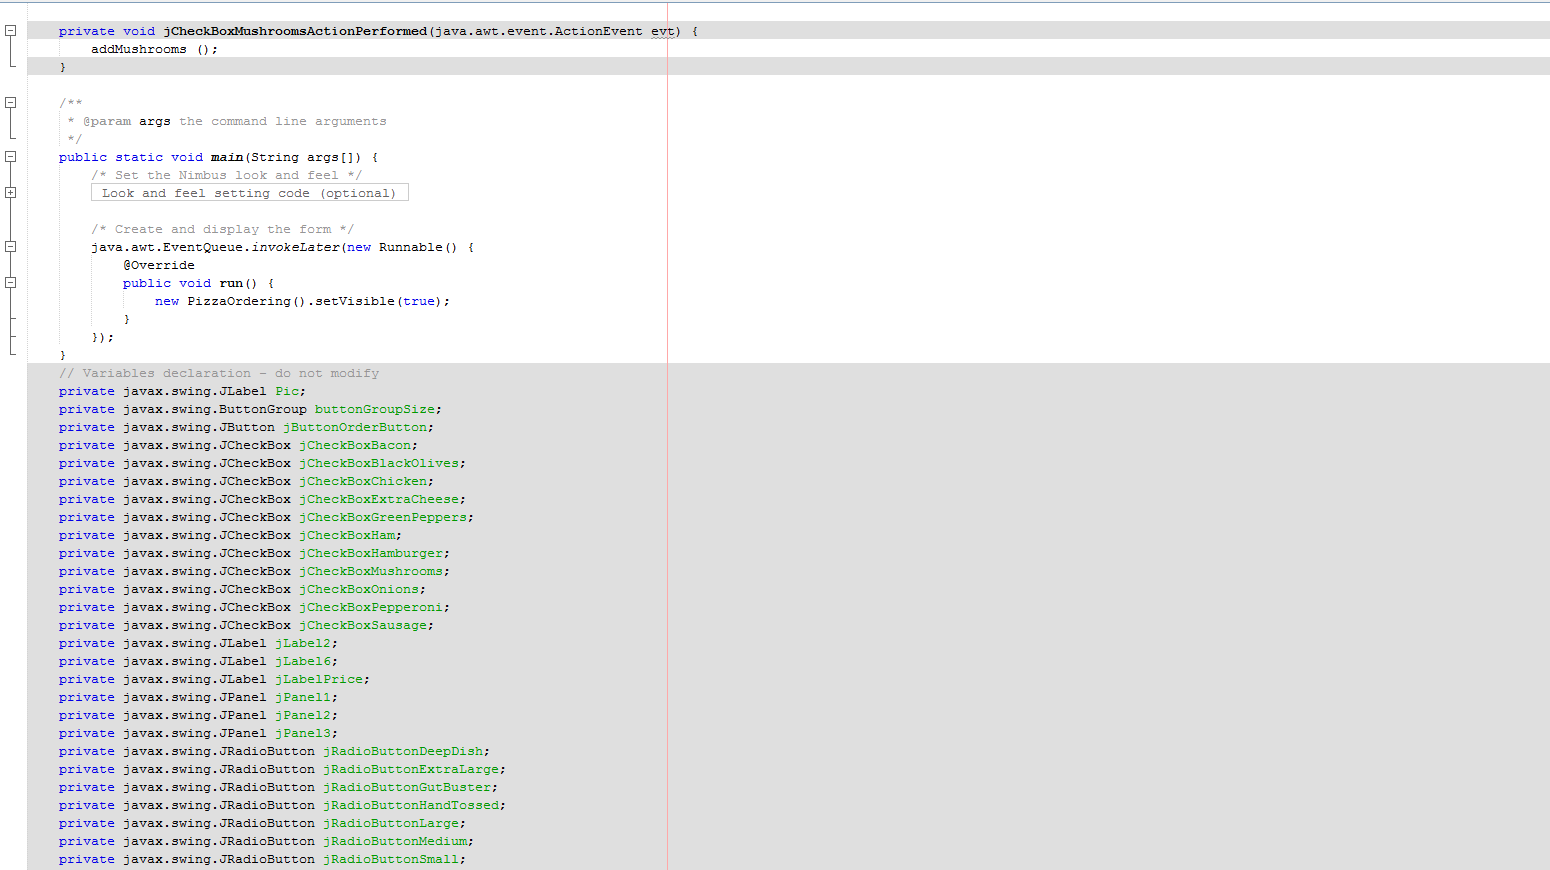 private void jCheckBoxMushroomsActionPerformed(java.awt.event.ActionEvent evt) {
addMushrooms ();
}
/**
* @param args the command line arguments
*/
public static void main(String args[]) {
/* Set the Nimbus look and feel */
Look and feel setting code (optional)
/* Create and display the form */
java.awt.EventQueue.invokeLater(new Runnable() {
@Override
public void run() {
new PizzaOrdering().setVisible(true);
}
});
}
// Variables declaration - do not modify
private javax.swing.JLabel Pic;
private javax.swing.ButtonGroup buttonGroupSize;
private javax.swing.JButton jButtonOrderButton;
private javax.swing.JCheckBox jCheckBoxBacon;
private javax.swing.JCheckBox jCheckBoxBlackOlives;
private javax.swing.JCheckBox jCheckBoxChicken;
private javax.swing.JCheckBox jCheckBoxExtraCheese;
private javax.swing.JCheckBox jCheckBoxGreenPeppers;
private javax.swing.JCheckBox jCheckBoxHam;
private javax.swing.JCheckBox jCheckBoxHamburger;
private javax.swing.JCheckBox jCheckBoxMushrooms;
private javax.swing.JCheckBox jCheckBoxOnions;
private javax.swing.JCheckBox jCheckBoxPepperoni;
private javax.swing.JCheckBox jCheckBoxSausage;
private javax.swing.JLabel jLabel2;
private javax.swing.JLabel jLabel6;
private javax.swing.JLabel jLabelPrice;
private javax.swing.JPanel jPanel1;
private javax.swing.JPanel jPanel2;
private javax.swing.JPanel jPanel3;
private javax.swing.JRadioButton jRadioButtonDeepDish;
private javax.swing.JRadioButton jRadioButtonExtraLarge;
private javax.swing.JRadioButton jRadioButtonGutBuster;
private javax.swing.JRadioButton jRadioButtonHandTossed;
private javax.swing.JRadioButton jRadioButtonLarge;
private javax.swing.JRadioButton jRadioButtonMedium;
private javax.swing.JRadioButton jRadioButtonSmall;